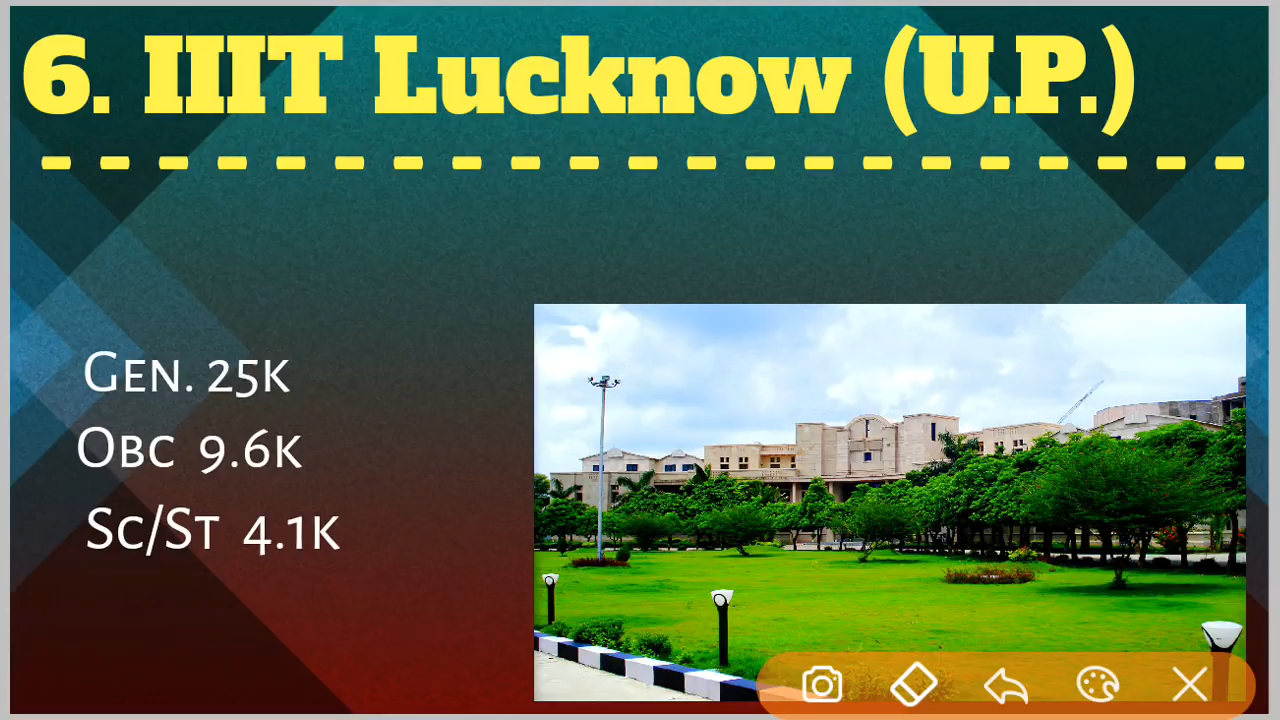 6. IIIT Lucknow (U.P.)
Gen. 25k
Obc 9.6k
Sc/St 4.1k